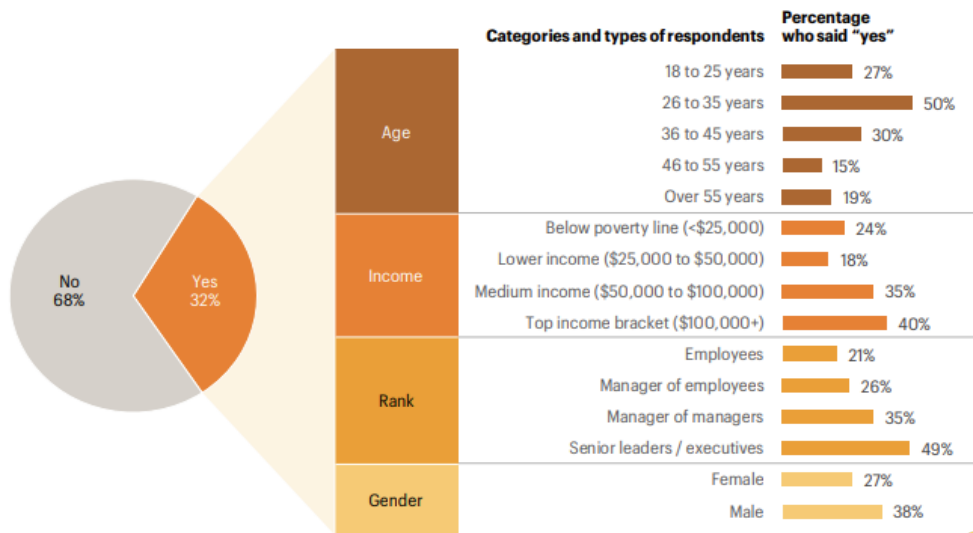 Categories and types of respondents
Percentage
who said “yes”
No
68%
Yes
32%
Age
18 to 25 years 27%
26 to 35 years 50%
36 to 45 years 30%
46 to 55 years 15%
Over 55 years 19%
Income
Below poverty line (<$25,000) 24%
Lower income ($25,000 to $50,000) 18%
Medium income ($50,000 to $100,000) 35%
Top income bracket ($100,000+) 40%
Rank
Employees 21%
Manager of employees 26%
Manager of managers 35%
Senior leaders / executives 49%
Gender
Female 27%
Male 38%